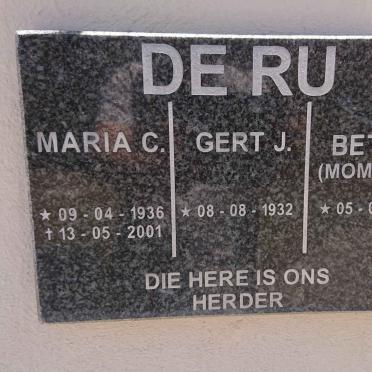 DE RU
MARIA C.
★ 09 - 04 - 1936
† 13 - 05 - 2001
GERT J.
★ 08 - 08 - 1932
DIE HERE IS ONS
HERDER